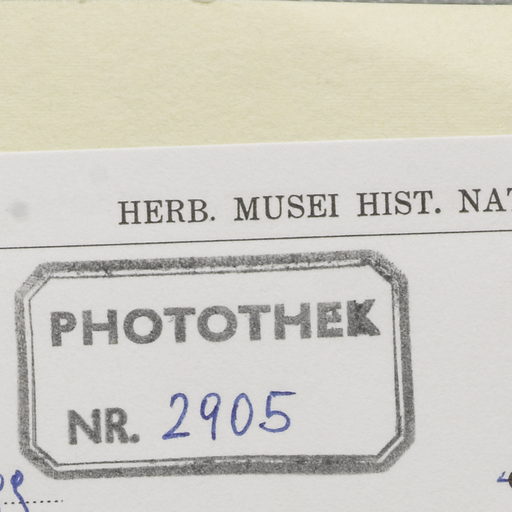 HERB. MUSEI HIST. NAT
PHOTOTHEK
NR. 2905